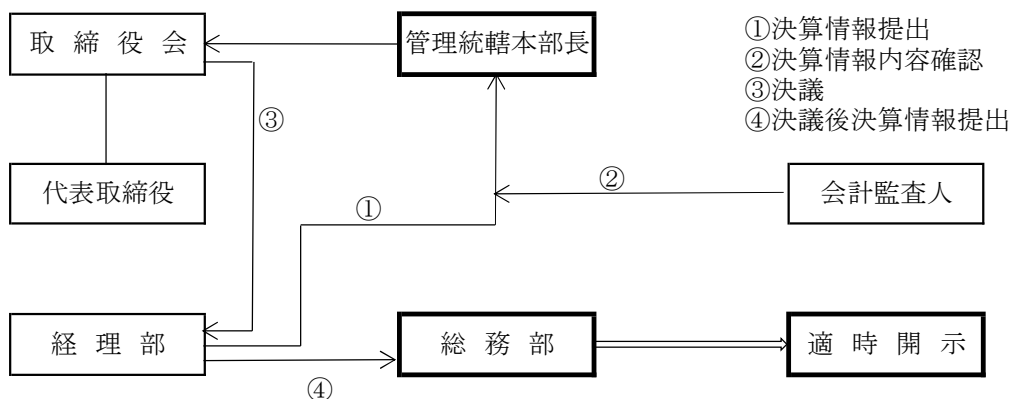 取締役会
管理統轄本部長
①決算情報提出
②決算情報内容確認
③決議
④決議後決算情報提出
③
代表取締役
②
会計監査人
①
経理部
総務部
適時開示
④